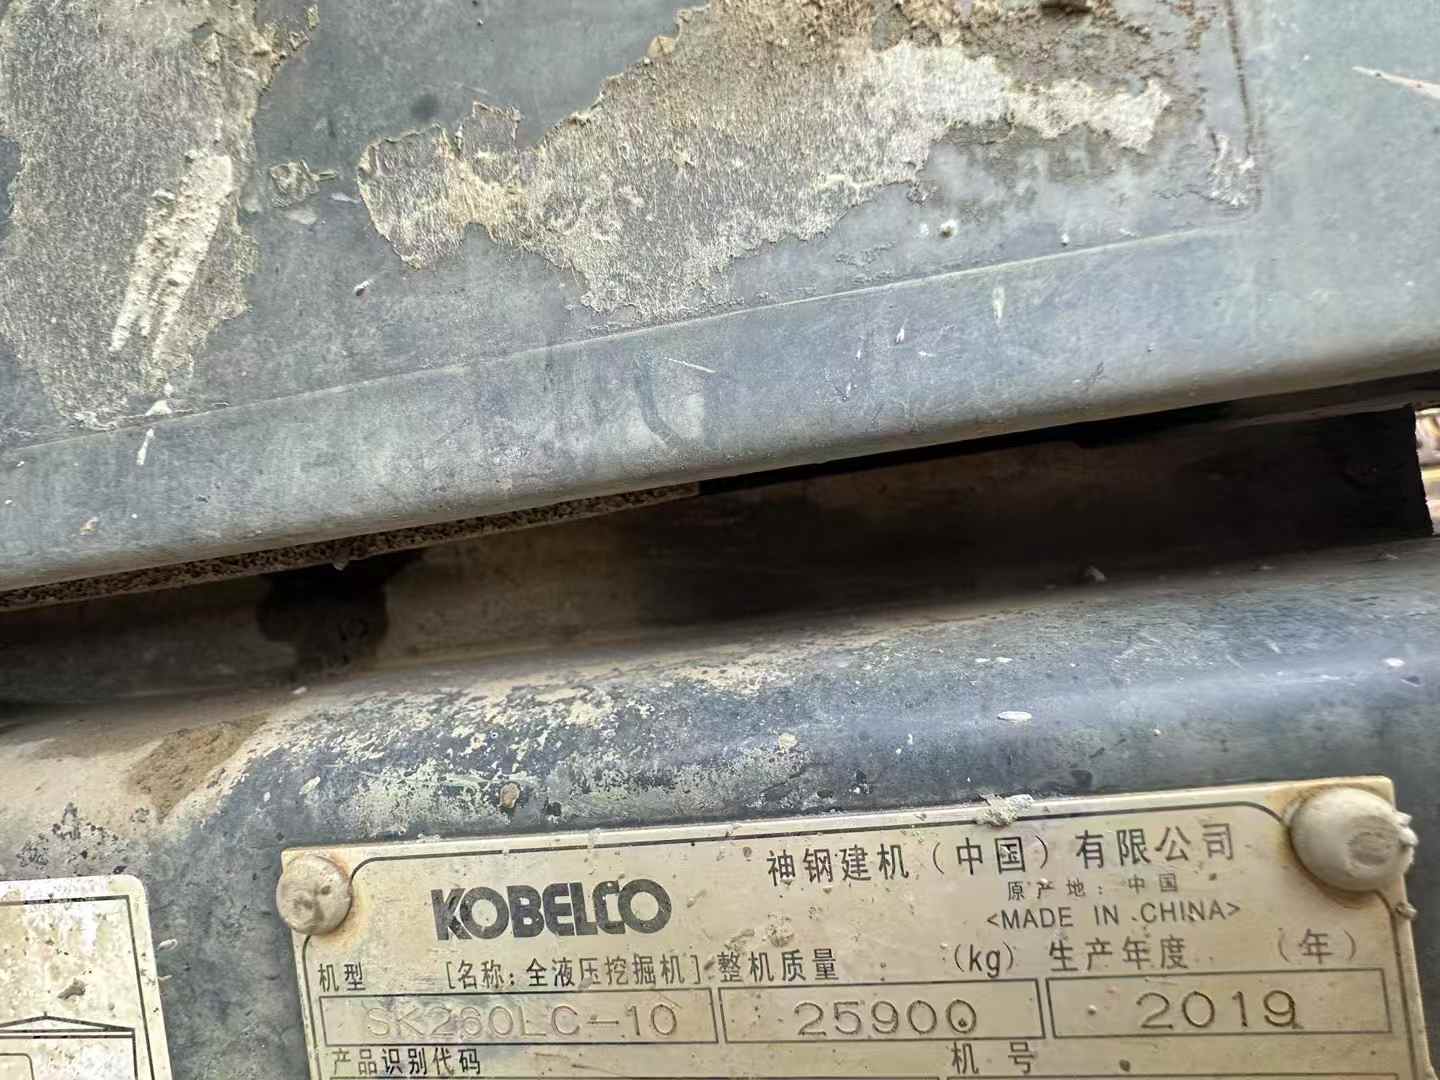 KOBELCO
神钢建机（中国）有限公司
原产地：中国
<MADE IN CHINA>
机型 [名称：全液压挖掘机] 整机质量 (kg) 生产年度 （年）
SK260LC-10 25900 2019
产品识别代码 机号